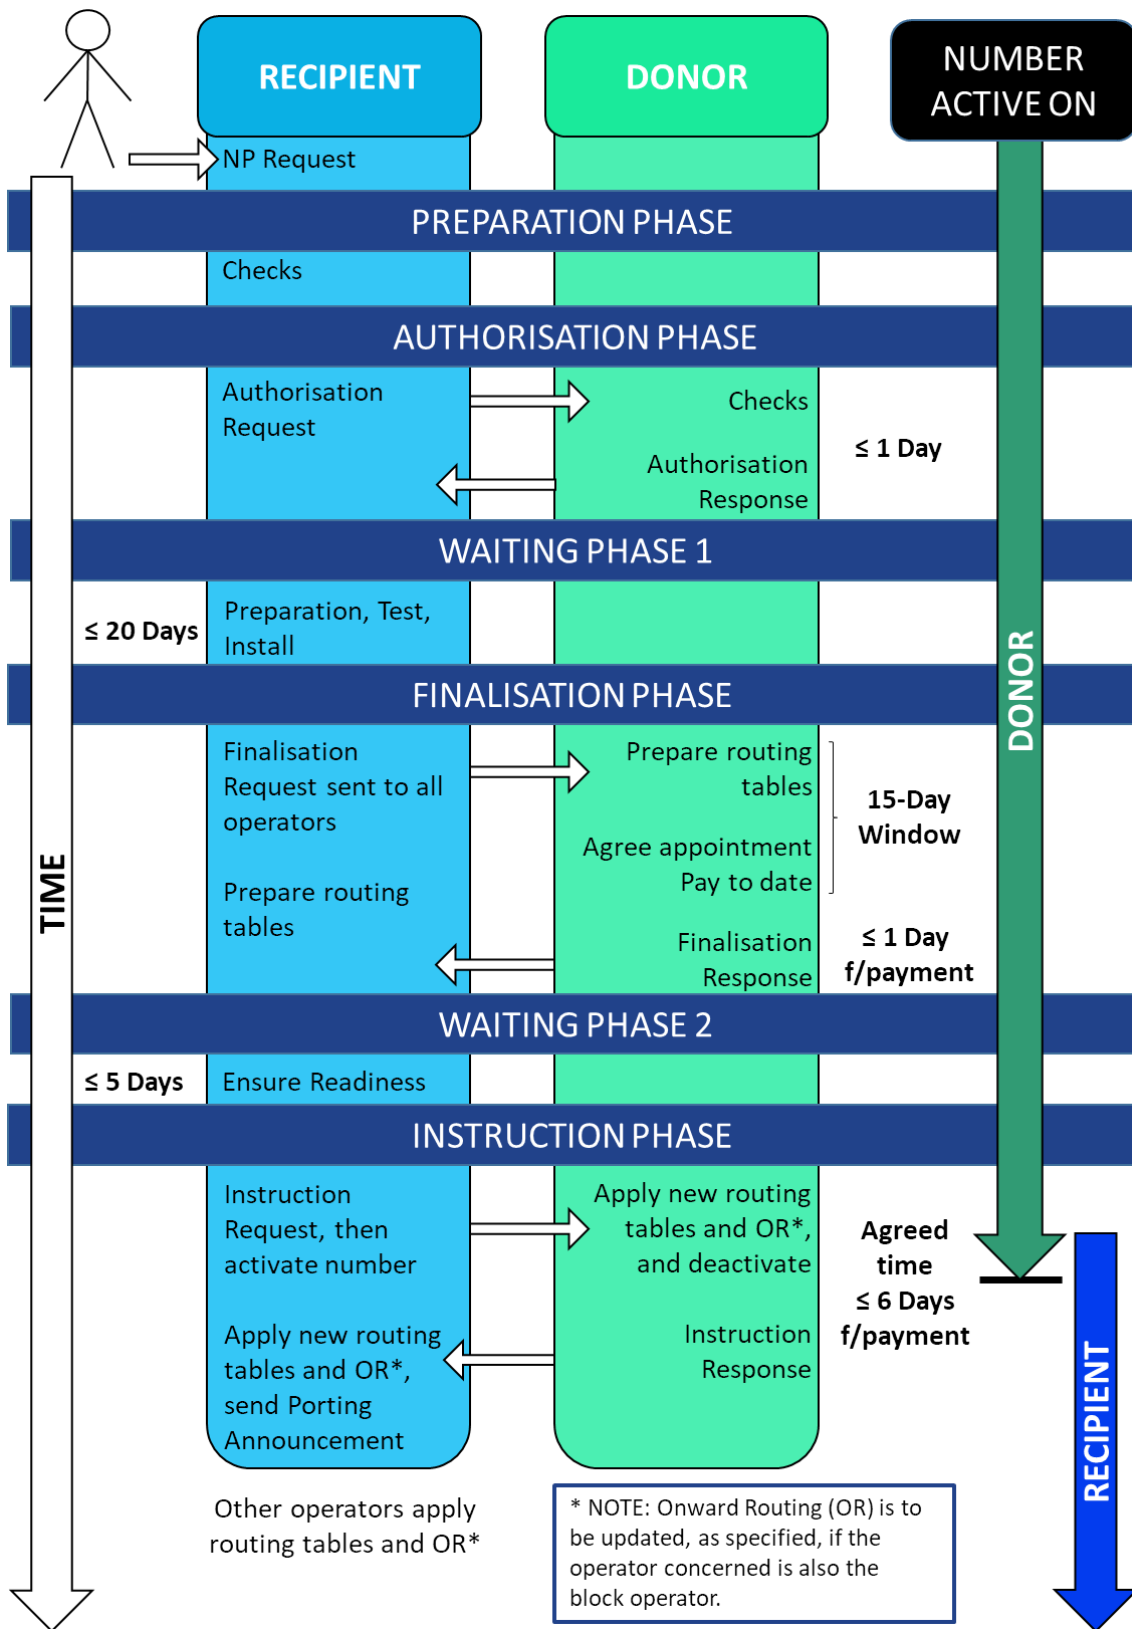 RECIPIENT
DONOR
NUMBER
ACTIVE ON
NP Request
PREPARATION PHASE
Checks
AUTHORISATION PHASE
Authorisation
Request
Checks
≤ 1 Day
Authorisation
Response
WAITING PHASE 1
≤ 20 Days
Preparation, Test,
Install
FINALISATION PHASE
DONOR
Finalisation
Request sent to all
operators
Prepare routing
tables
15-Day
Window
Agree appointment
Pay to date
TIME
Prepare routing
tables
Finalisation
Response
≤ 1 Day
f/payment
WAITING PHASE 2
≤ 5 Days
Ensure Readiness
INSTRUCTION PHASE
Instruction
Request, then
activate number
Apply new routing
tables and OR*,
and deactivate
Agreed
time
≤ 6 Days
f/payment
Apply new routing
tables and OR*,
send Porting
Announcement
Instruction
Response
RECIPIENT
Other operators apply
routing tables and OR*
* NOTE: Onward Routing (OR) is to
be updated, as specified, if the
operator concerned is also the
block operator.